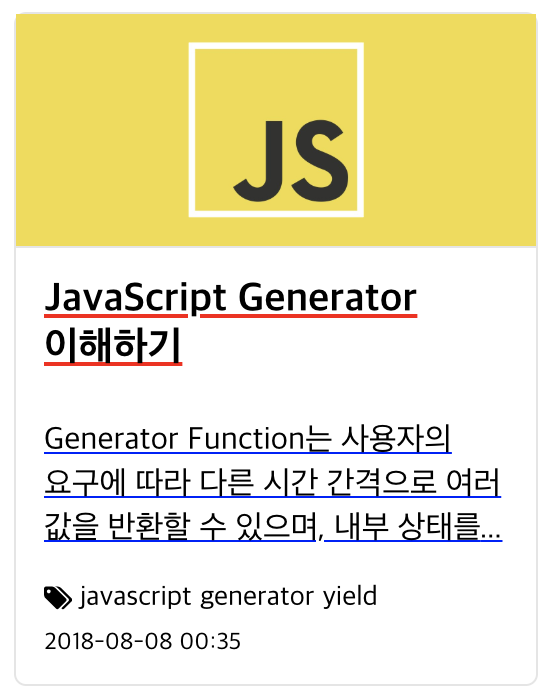 JS
JavaScript Generator
이해하기
Generator Function는 사용자의
요구에 따라 다른 시간 간격으로 여러
값을 반환할 수 있으며, 내부 상태를...
javascript generator yield
2018-08-08 00:35